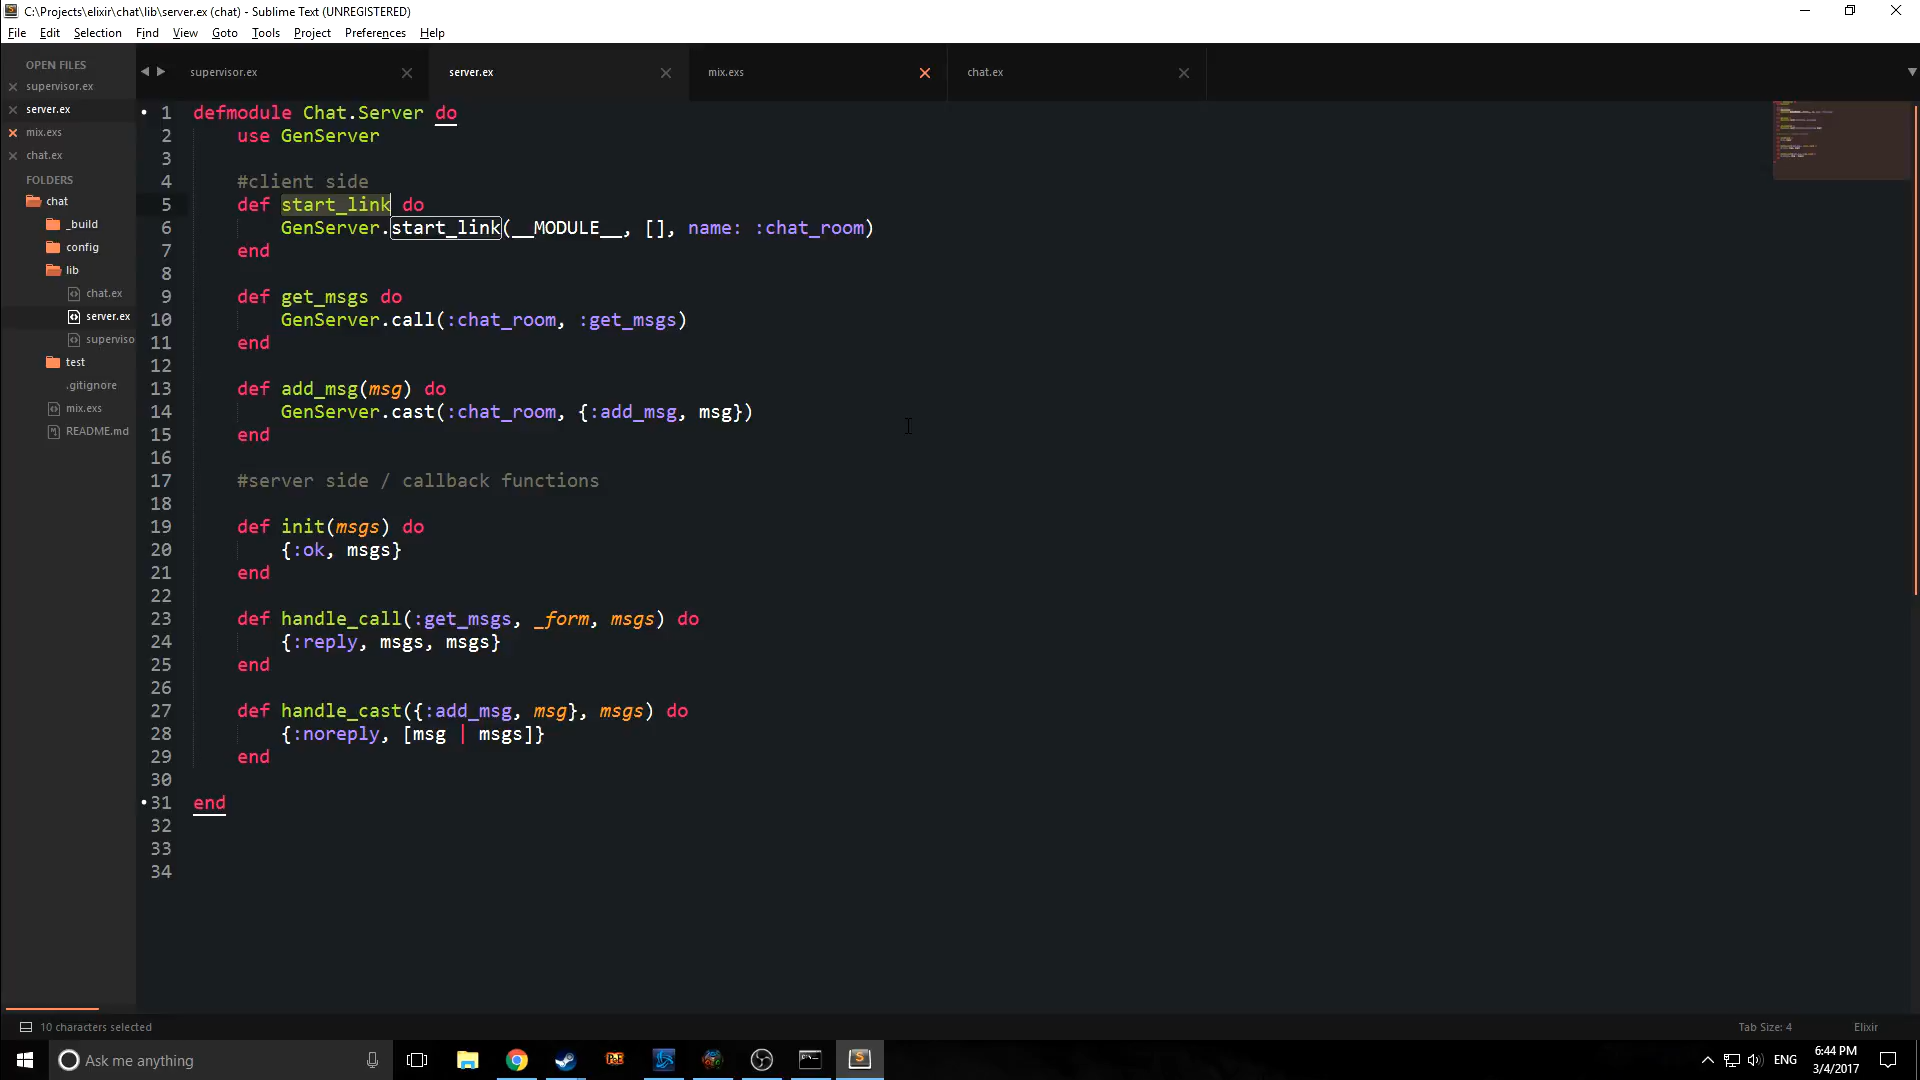 C:\Projects\elixir\chat\lib\server.ex (chat) - Sublime Text (UNREGISTERED)
File Edit Selection Find View Goto Tools Project Preferences Help
OPEN FILES
supervisor.ex
server.ex
mix.exs
chat.ex
FOLDERS
chat
_build
config
lib
chat.ex
server.ex
superviso
test
.gitignore
mix.exs
README.md
supervisor.ex server.ex mix.exs chat.ex
1 defmodule Chat.Server do
2 use GenServer
3
4 #client side
5 def start_link do
6 GenServer.start_link(__MODULE__, [], name: :chat_room)
7 end
8
9 def get_msgs do
10 GenServer.call(:chat_room, :get_msgs)
11 end
12
13 def add_msg(msg) do
14 GenServer.cast(:chat_room, {:add_msg, msg})
15 end
16
17 #server side / callback functions
18
19 def init(msgs) do
20 {:ok, msgs}
21 end
22
23 def handle_call(:get_msgs, _form, msgs) do
24 {:reply, msgs, msgs}
25 end
26
27 def handle_cast({:add_msg, msg}, msgs) do
28 {:noreply, [msg | msgs]}
29 end
30
31 end
32
33
34
10 characters selected
Tab Size: 4 Elixir
Ask me anything
ENG
6:44 PM
3/4/2017